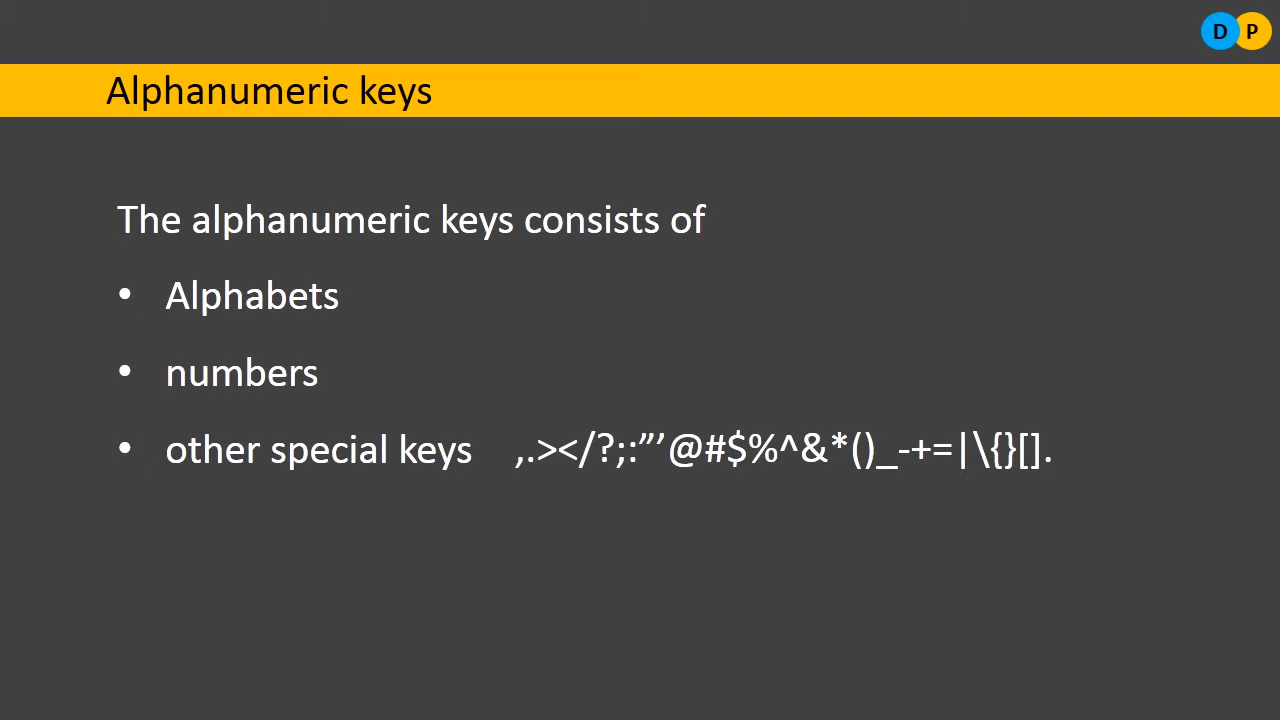 D P
Alphanumeric keys
The alphanumeric keys consists of
• Alphabets
• numbers
• other special keys ,.></?;:”’@#$%^&*()_-+=|\{}[].